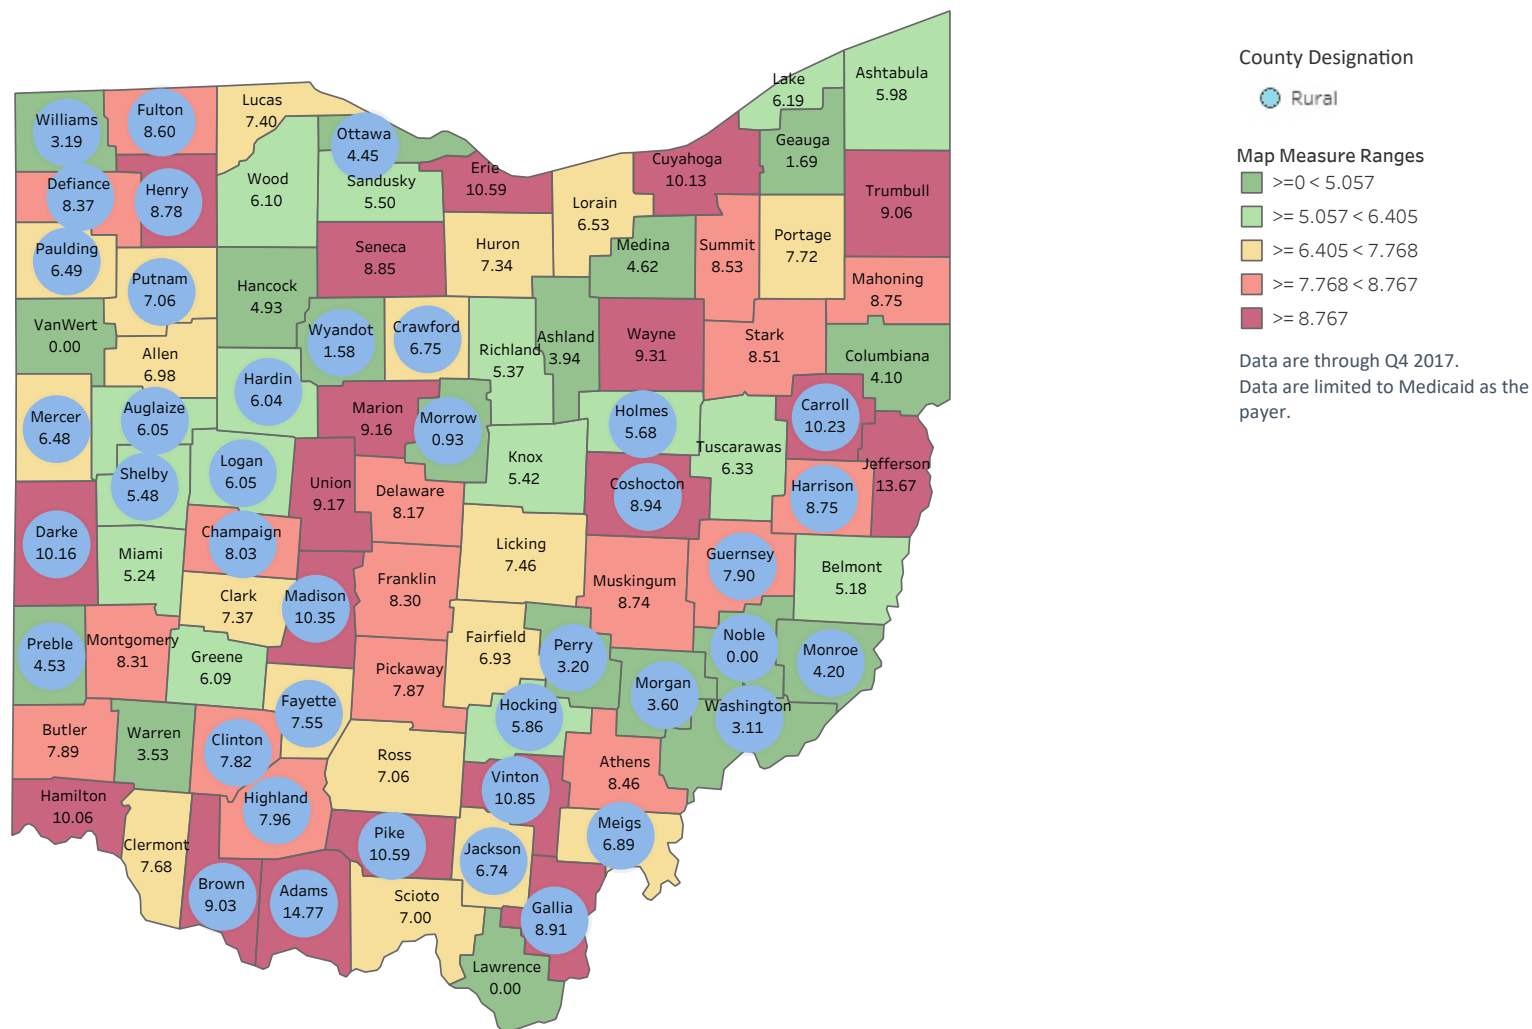 County Designation
Rural
Map Measure Ranges
>=0 < 5.057
>= 5.057 < 6.405
>= 6.405 < 7.768
>= 7.768 < 8.767
>= 8.767
Data are through Q4 2017.
Data are limited to Medicaid as the
payer.
Lake
6.19
Ashtabula
5.98
Williams
3.19
Fulton
8.60
Lucas
7.40
Ottawa
4.45
Geauga
1.69
Cuyahoga
10.13
Erie
10.59
Trumbull
9.06
Defiance
8.37
Henry
8.78
Wood
6.10
Sandusky
5.50
Lorain
6.53
Medina
4.62
Summit
8.53
Portage
7.72
Paulding
6.49
Seneca
8.85
Huron
7.34
Putnam
7.06
Hancock
4.93
Mahoning
8.75
VanWert
0.00
Wyandot
1.58
Crawford
6.75
Richland
5.37
Ashland
3.94
Wayne
9.31
Stark
8.51
Columbiana
4.10
Allen
6.98
Hardin
6.04
Mercer
6.48
Auglaize
6.05
Marion
9.16
Morrow
0.93
Holmes
5.68
Carroll
10.23
Tuscarawas
6.33
Knox
5.42
Logan
6.05
Shelby
5.48
Union
9.17
Delaware
8.17
Coshocton
8.94
Harrison
8.75
Jefferson
13.67
Darke
10.16
Miami
5.24
Champaign
8.03
Licking
7.46
Muskingum
8.74
Guernsey
7.90
Belmont
5.18
Clark
7.37
Madison
10.35
Franklin
8.30
Preble
4.53
Montgomery
8.31
Greene
6.09
Fairfield
6.93
Perry
3.20
Noble
0.00
Monroe
4.20
Pickaway
7.87
Morgan
3.60
Washington
3.11
Fayette
7.55
Hocking
5.86
Butler
7.89
Warren
3.53
Clinton
7.82
Ross
7.06
Athens
8.46
Vinton
10.85
Hamilton
10.06
Highland
7.96
Clermont
7.68
Pike
10.59
Jackson
6.74
Meigs
6.89
Brown
9.03
Adams
14.77
Scioto
7.00
Gallia
8.91
Lawrence
0.00